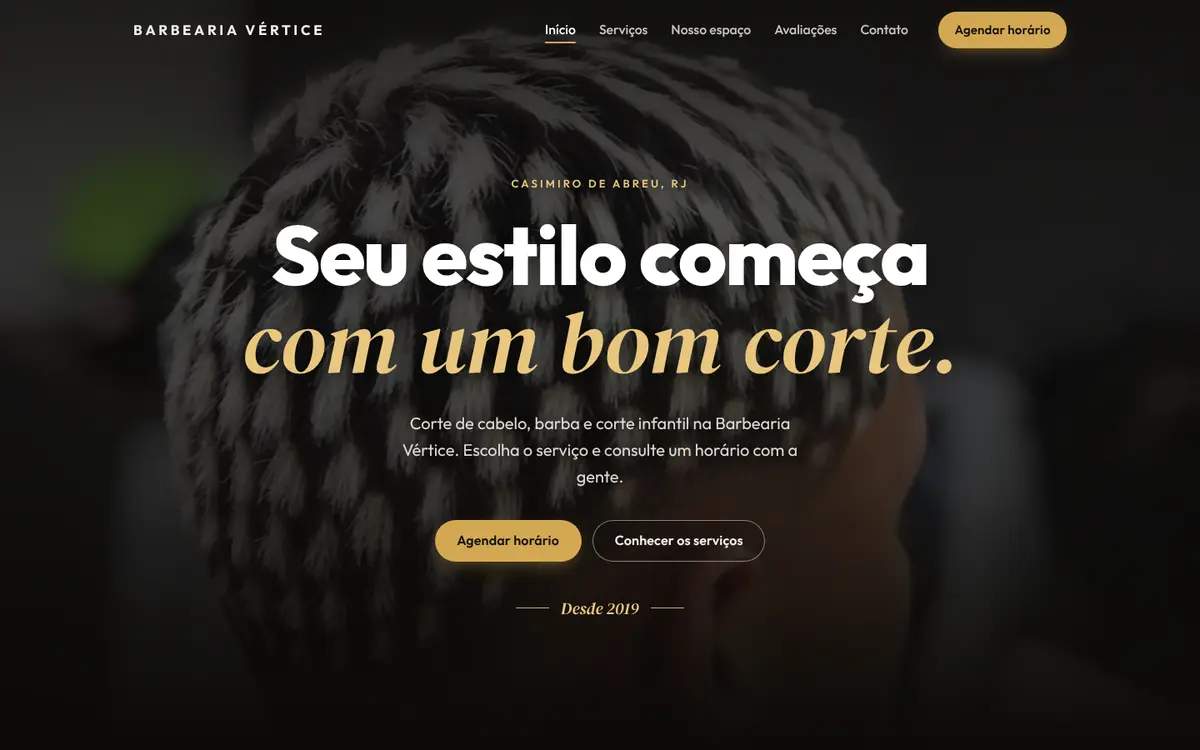 BARBEARIA VÉRTICE
Início
Serviços
Nosso espaço
Avaliações
Contato
Agendar horário
CASIMIRO DE ABREU, RJ
Seu estilo começa
com um bom corte.
Corte de cabelo, barba e corte infantil na Barbearia
Vértice. Escolha o serviço e consulte um horário com a
gente.
Agendar horário
Conhecer os serviços
Desde 2019